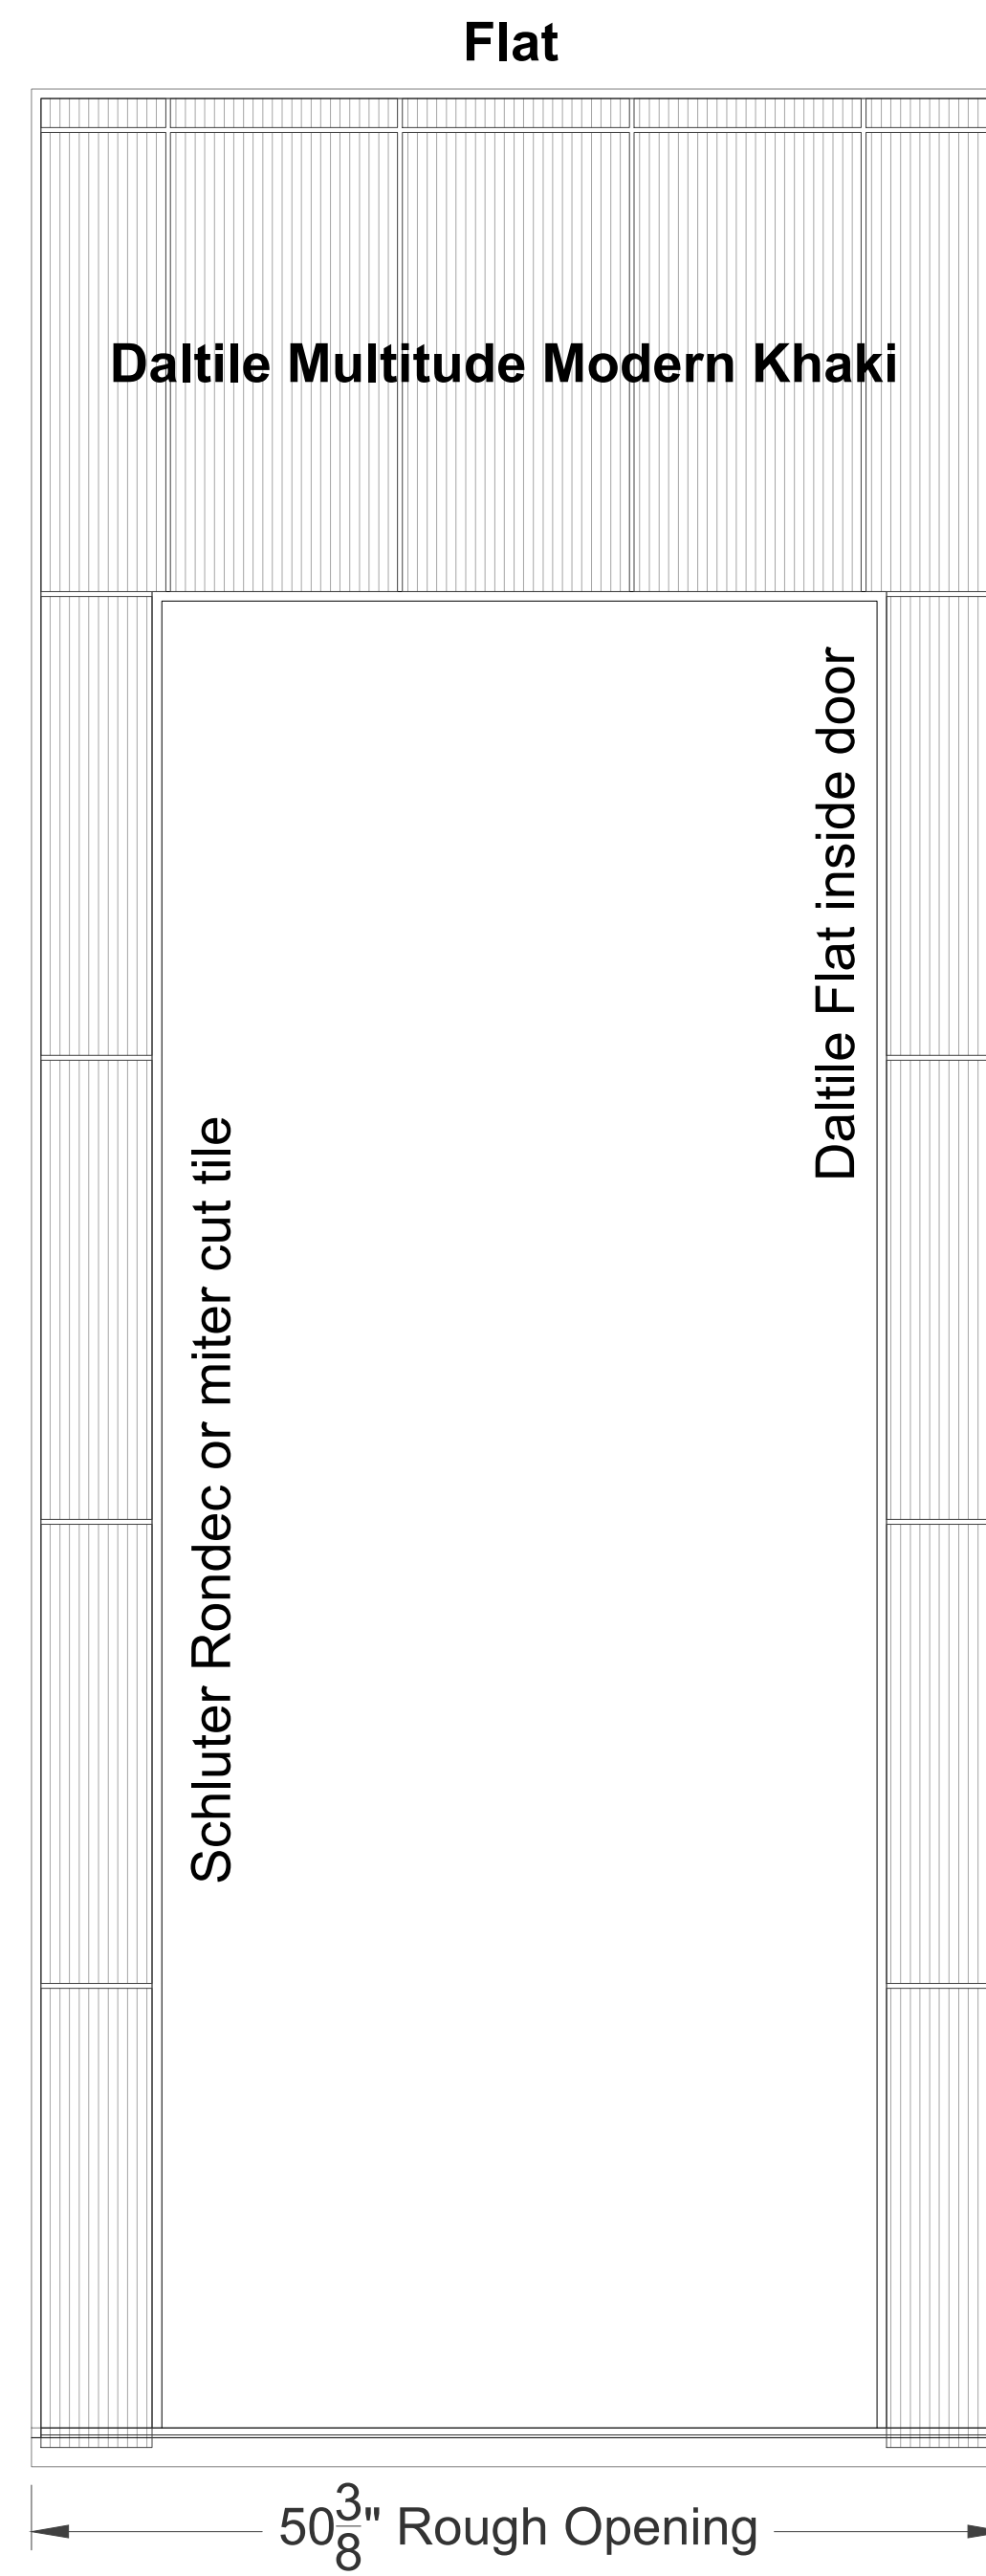 Flat
Daltile Multitude Modern Khaki
Daltile Flat inside door
Schluter Rondec or miter cut tile
50 3/8" Rough Opening